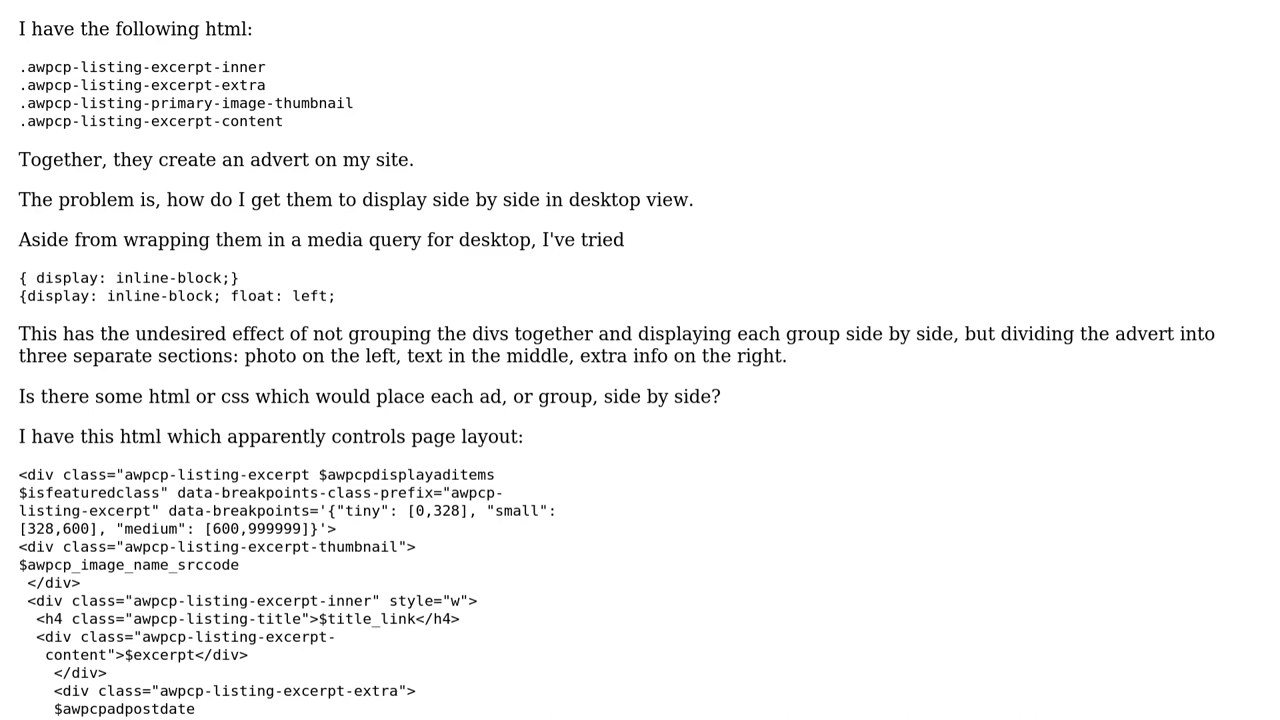 I have the following html:
.awpcp-listing-excerpt-inner
.awpcp-listing-excerpt-extra
.awpcp-listing-primary-image-thumbnail
.awpcp-listing-excerpt-content
Together, they create an advert on my site.
The problem is, how do I get them to display side by side in desktop view.
Aside from wrapping them in a media query for desktop, I've tried
{ display: inline-block;}
{display: inline-block; float: left;
This has the undesired effect of not grouping the divs together and displaying each group side by side, but dividing the advert into
three separate sections: photo on the left, text in the middle, extra info on the right.
Is there some html or css which would place each ad, or group, side by side?
I have this html which apparently controls page layout:
<div class="awpcp-listing-excerpt $awpcpdisplayaditems
$isfeaturedclass" data-breakpoints-class-prefix="awpcp-
listing-excerpt" data-breakpoints='{"tiny": [0,328], "small":
[328,600], "medium": [600,999999]}'>
<div class="awpcp-listing-excerpt-thumbnail">
$awpcp_image_name_srccode
 </div>
 <div class="awpcp-listing-excerpt-inner" style="w">
  <h4 class="awpcp-listing-title">$title_link</h4>
  <div class="awpcp-listing-excerpt-
   content">$excerpt</div>
    </div>
    <div class="awpcp-listing-excerpt-extra">
    $awpcpadpostdate